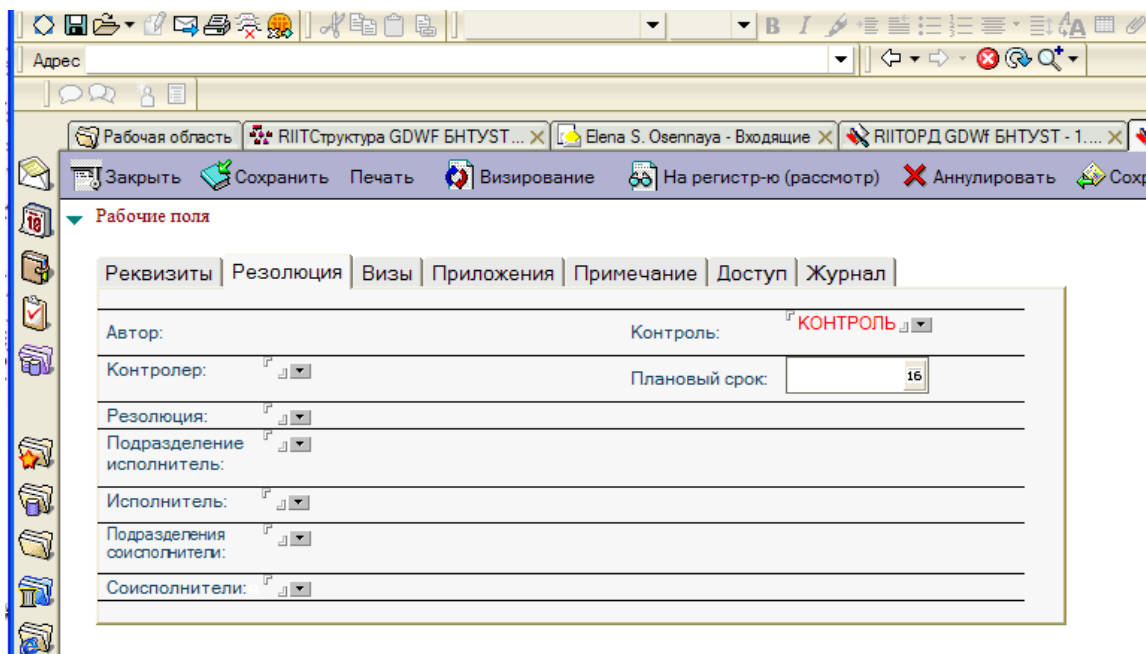 B I A
Адрес
Рабочая область RIITСтруктура GDWF БНТУST... Elena S. Osennaya - Входящие RIITОРД GDWf БНТУST - 1....
Закрыть Сохранить Печать Визирование На регистр-ю (рассмотр) Аннулировать Сохр
Рабочие поля
Реквизиты Резолюция Визы Приложения Примечание Доступ Журнал
Автор: Контроль: КОНТРОЛЬ
Контролер: Плановый срок: 16
Резолюция:
Подразделение
исполнитель:
Исполнитель:
Подразделения
соисполнители:
Соисполнители: